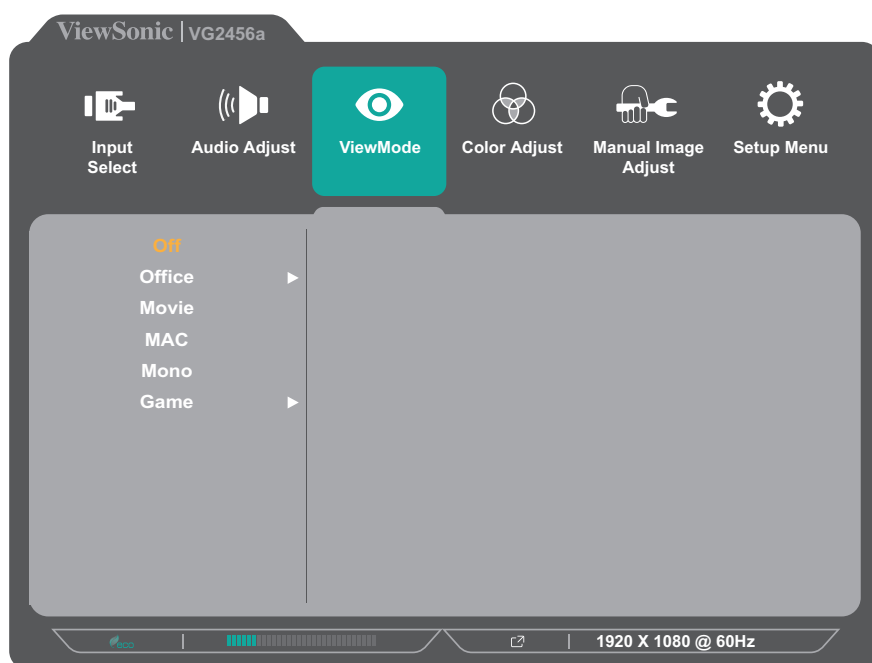 ViewSonic | VG2456a
Input
Select
Audio Adjust
ViewMode
Color Adjust
Manual Image
Adjust
Setup Menu
Off
Office ►
Movie
MAC
Mono
Game ►
eco | 1920 X 1080 @ 60Hz